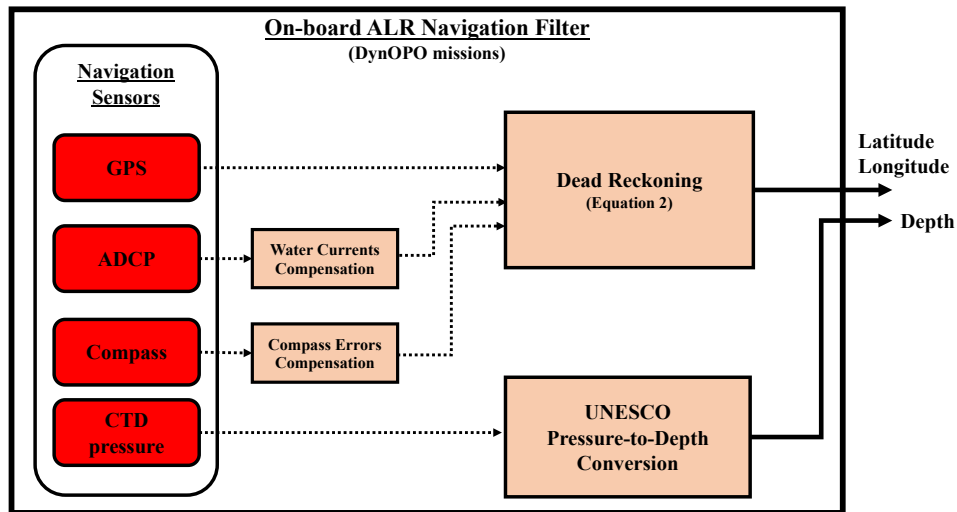 On-board ALR Navigation Filter
(DynOPO missions)
Navigation
Sensors
GPS
ADCP
Compass
CTD
pressure
Water Currents
Compensation
Compass Errors
Compensation
Dead Reckoning
(Equation 2)
UNESCO
Pressure-to-Depth
Conversion
Latitude
Longitude
Depth